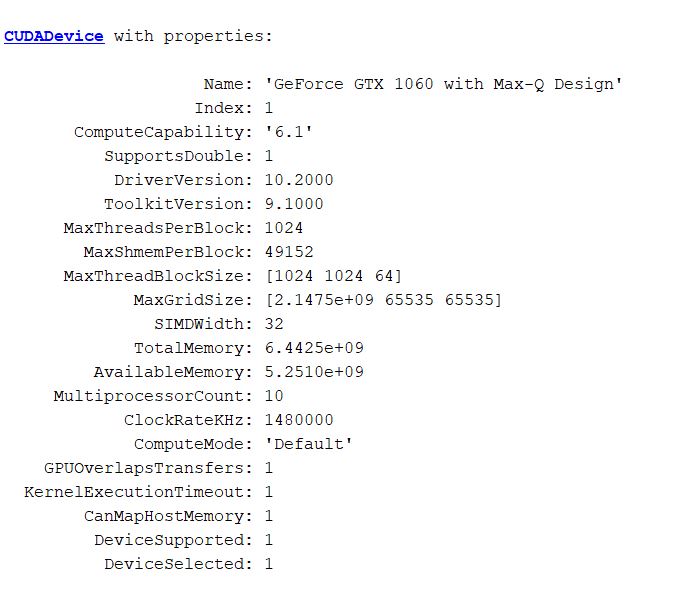 CUDADevice with properties:
Name: 'GeForce GTX 1060 with Max-Q Design'
Index: 1
ComputeCapability: '6.1'
SupportsDouble: 1
DriverVersion: 10.2000
ToolkitVersion: 9.1000
MaxThreadsPerBlock: 1024
MaxShmemPerBlock: 49152
MaxThreadBlockSize: [1024 1024 64]
MaxGridSize: [2.1475e+09 65535 65535]
SIMDWidth: 32
TotalMemory: 6.4425e+09
AvailableMemory: 5.2510e+09
MultiprocessorCount: 10
ClockRateKHz: 1480000
ComputeMode: 'Default'
GPUOverlapsTransfers: 1
KernelExecutionTimeout: 1
CanMapHostMemory: 1
DeviceSupported: 1
DeviceSelected: 1